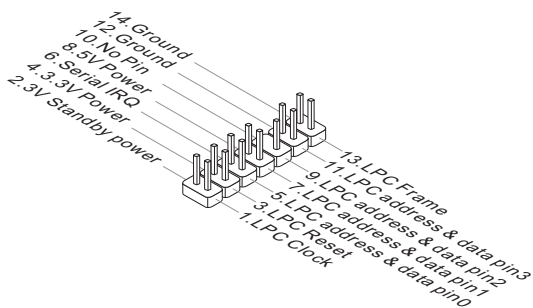 14.Ground
12.Ground
10.No Pin
8.5V Power
6.Serial IRQ
4.3.3V Power
2.3V Standby power
13.LPC Frame
11.LPC address & data pin3
9.LPC address & data pin2
7.LPC address & data pin1
5.LPC address & data pin0
3.LPC Reset
1.LPC Clock